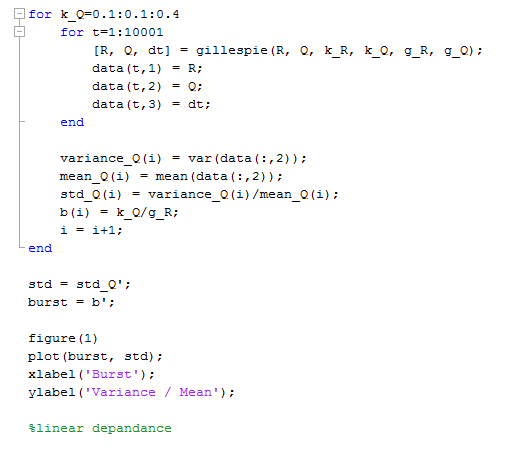 for k_Q=0.1:0.1:0.4
for t=1:10001
[R, Q, dt] = gillespie(R, Q, k_R, k_Q, g_R, g_Q);
data(t,1) = R;
data(t,2) = Q;
data(t,3) = dt;
end
variance_Q(i) = var(data(:,2));
mean_Q(i) = mean(data(:,2));
std_Q(i) = variance_Q(i)/mean_Q(i);
b(i) = k_Q/g_R;
i = i+1;
end
std = std_Q';
burst = b';
figure(1)
plot(burst, std);
xlabel('Burst');
ylabel('Variance / Mean');
%linear depandance